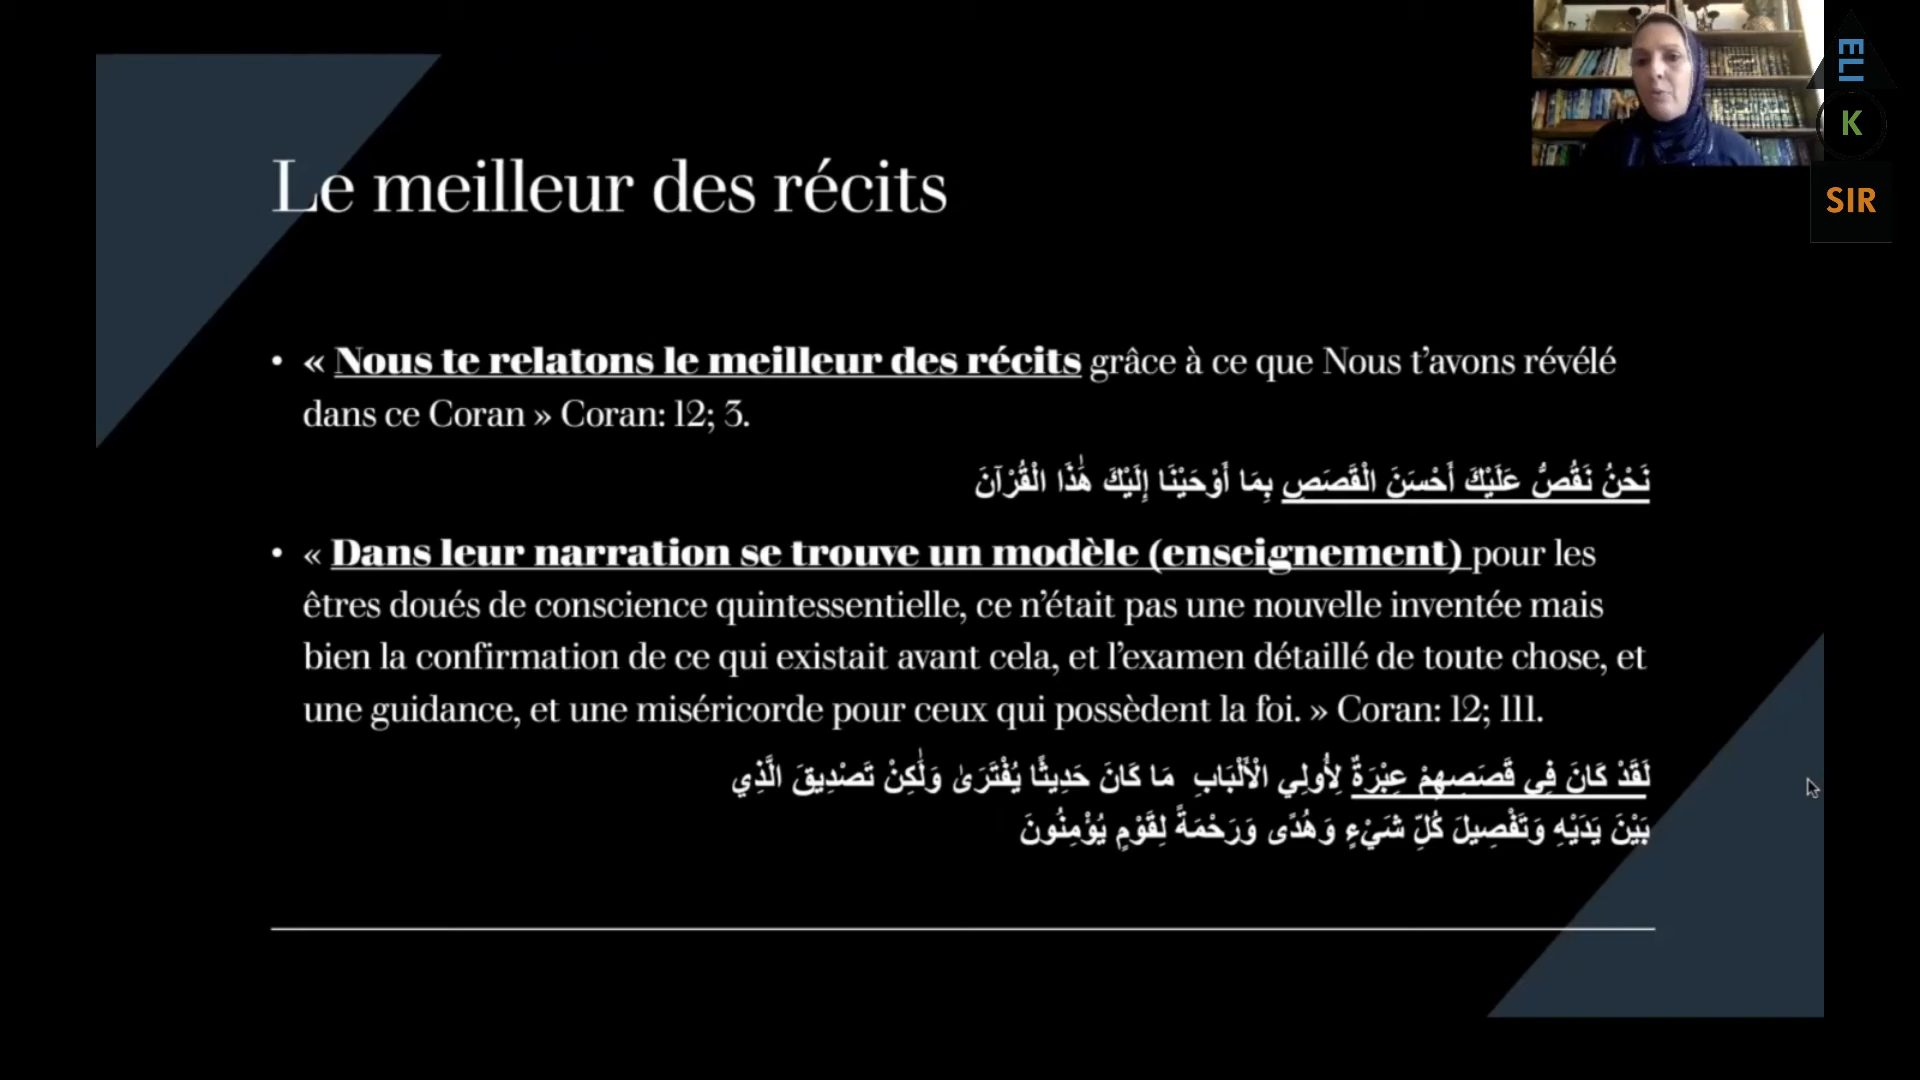 Le meilleur des récits
• « Nous te relatons le meilleur des récits grâce à ce que Nous t’avons révélé
dans ce Coran » Coran: 12; 3.
نَحْنُ نَقُصُّ عَلَيْكَ أَحْسَنَ الْقَصَصِ بِمَا أَوْحَيْنَا إِلَيْكَ هَٰذَا الْقُرْآنَ
• « Dans leur narration se trouve un modèle (enseignement) pour les
êtres doués de conscience quintessentielle, ce n’était pas une nouvelle inventée mais
bien la confirmation de ce qui existait avant cela, et l’examen détaillé de toute chose, et
une guidance, et une miséricorde pour ceux qui possèdent la foi. » Coran: 12; 111.
لَقَدْ كَانَ فِي قَصَصِهِمْ عِبْرَةٌ لِأُولِي الْأَلْبَابِ مَا كَانَ حَدِيثًا يُفْتَرَىٰ وَلَٰكِنْ تَصْدِيقَ الَّذِي
بَيْنَ يَدَيْهِ وَتَفْصِيلَ كُلِّ شَيْءٍ وَهُدًى وَرَحْمَةً لِقَوْمٍ يُؤْمِنُونَ
ELI
K
SIR